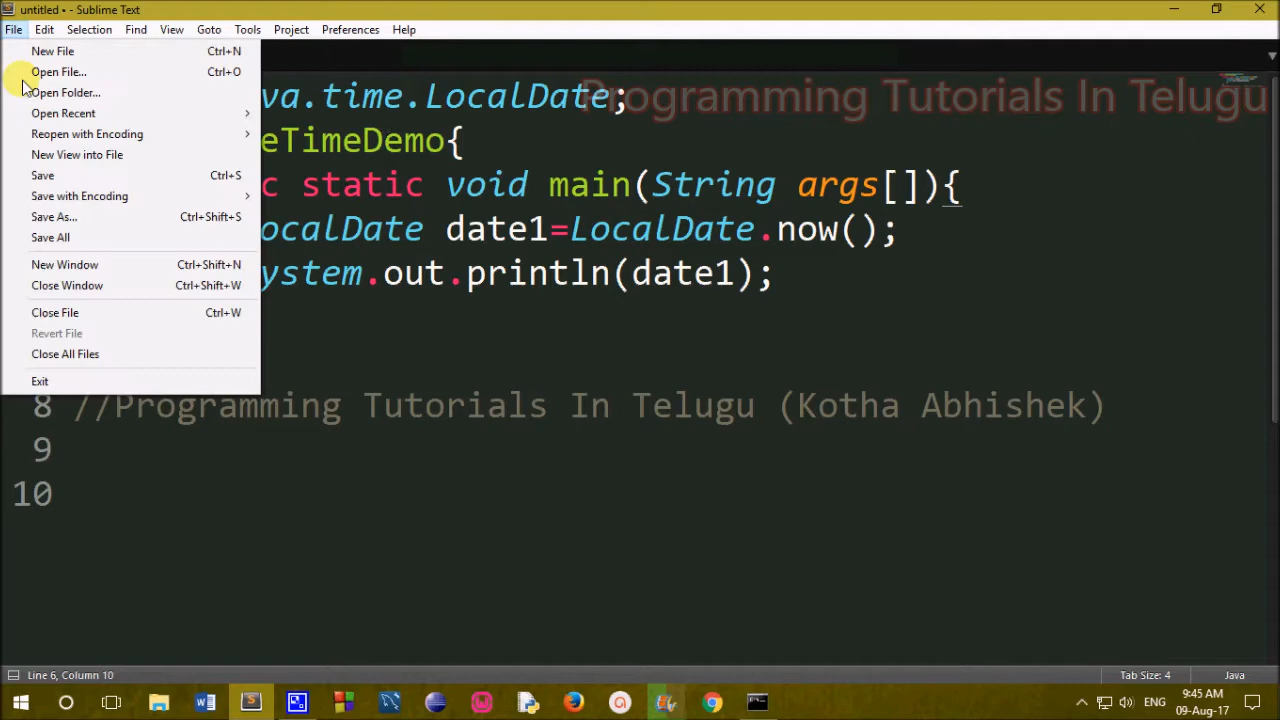 untitled • - Sublime Text
File Edit Selection Find View Goto Tools Project Preferences Help
New File Ctrl+N
Open File... Ctrl+O
Open Folder...
Open Recent
Reopen with Encoding
New View into File
Save Ctrl+S
Save with Encoding
Save As... Ctrl+Shift+S
Save All
New Window Ctrl+Shift+N
Close Window Ctrl+Shift+W
Close File Ctrl+W
Revert File
Close All Files
Exit
va.time.LocalDate;
Programming Tutorials In Telugu
eTimeDemo{
c static void main(String args[]){
ocalDate date1=LocalDate.now();
ystem.out.println(date1);
8 //Programming Tutorials In Telugu (Kotha Abhishek)
9
10
Line 6, Column 10 Tab Size: 4 Java
ENG 9:45 AM
09-Aug-17